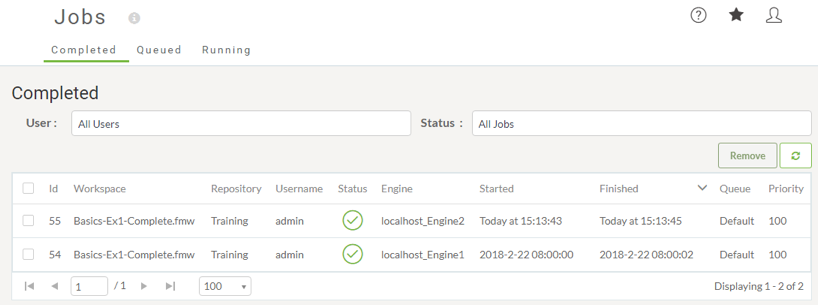 Jobs
Completed Queued Running
Completed
User : All Users Status : All Jobs
Remove
Id Workspace Repository Username Status Engine Started Finished Queue Priority
55 Basics-Ex1-Complete.fmw Training admin localhost_Engine2 Today at 15:13:43 Today at 15:13:45 Default 100
54 Basics-Ex1-Complete.fmw Training admin localhost_Engine1 2018-2-22 08:00:00 2018-2-22 08:00:02 Default 100
1 / 1 100 Displaying 1 - 2 of 2